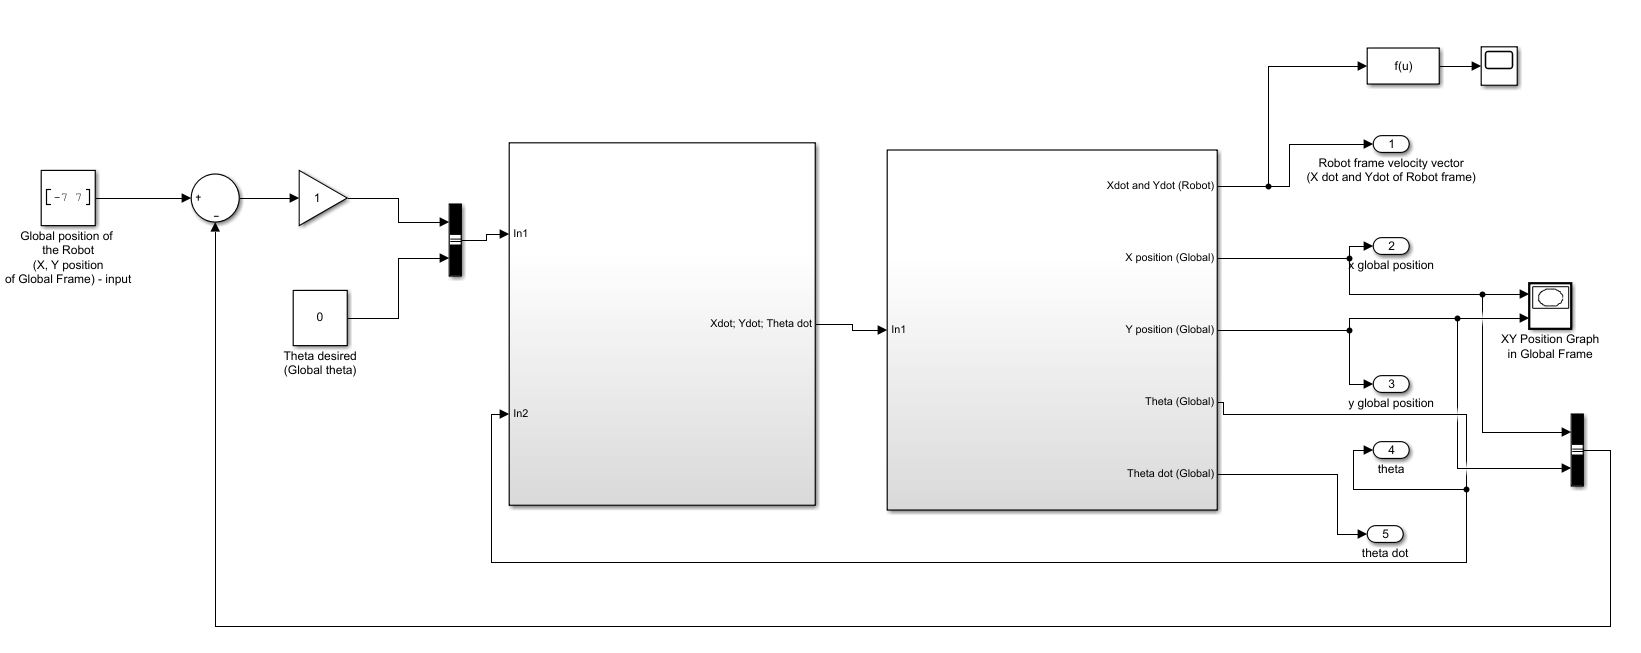 f(u)
1
Robot frame velocity vector
(X dot and Ydot of Robot frame)
[-7 7]
+
−
Global position of
the Robot
(X, Y position
of Global Frame) - input
1
0
Theta desired
(Global theta)
In1
In2
Xdot; Ydot; Theta dot
In1
Xdot and Ydot (Robot)
X position (Global)
Y position (Global)
Theta (Global)
Theta dot (Global)
2
x global position
XY Position Graph
in Global Frame
3
y global position
4
theta
5
theta dot